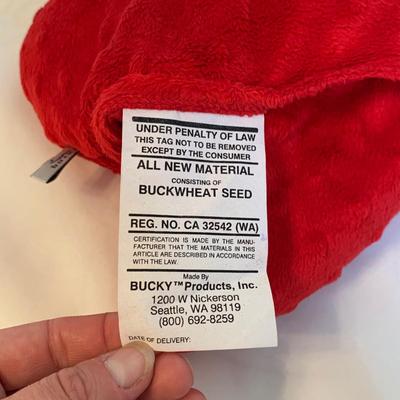 UNDER PENALTY OF LAW
THIS TAG NOT TO BE REMOVED
EXCEPT BY THE CONSUMER
ALL NEW MATERIAL
CONSISTING OF
BUCKWHEAT SEED
REG. NO. CA 32542 (WA)
CERTIFICATION IS MADE BY THE MANU-
FACTURER THAT THE MATERIALS IN THIS
ARTICLE ARE DESCRIBED IN ACCORDANCE
WITH THE LAW.
Made By
BUCKY™Products, Inc.
1200 W Nickerson
Seattle, WA 98119
(800) 692-8259
DATE OF DELIVERY: